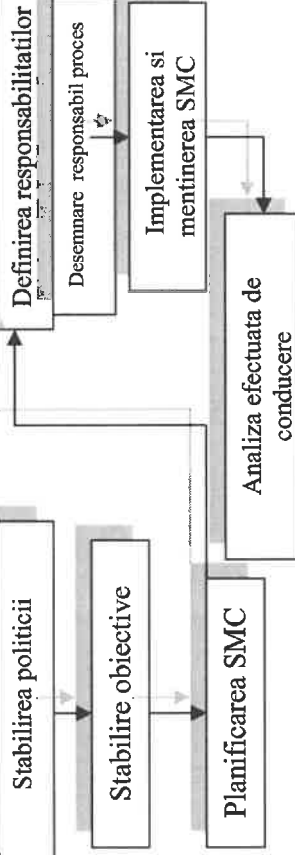 Stabilirea politicii
Stabilire obiective
Planificarea SMC
Definirea responsabilitatilor
Desemnare responsabil proces
Implementarea si
mentinerea SMC
Analiza efectuata de
conducere